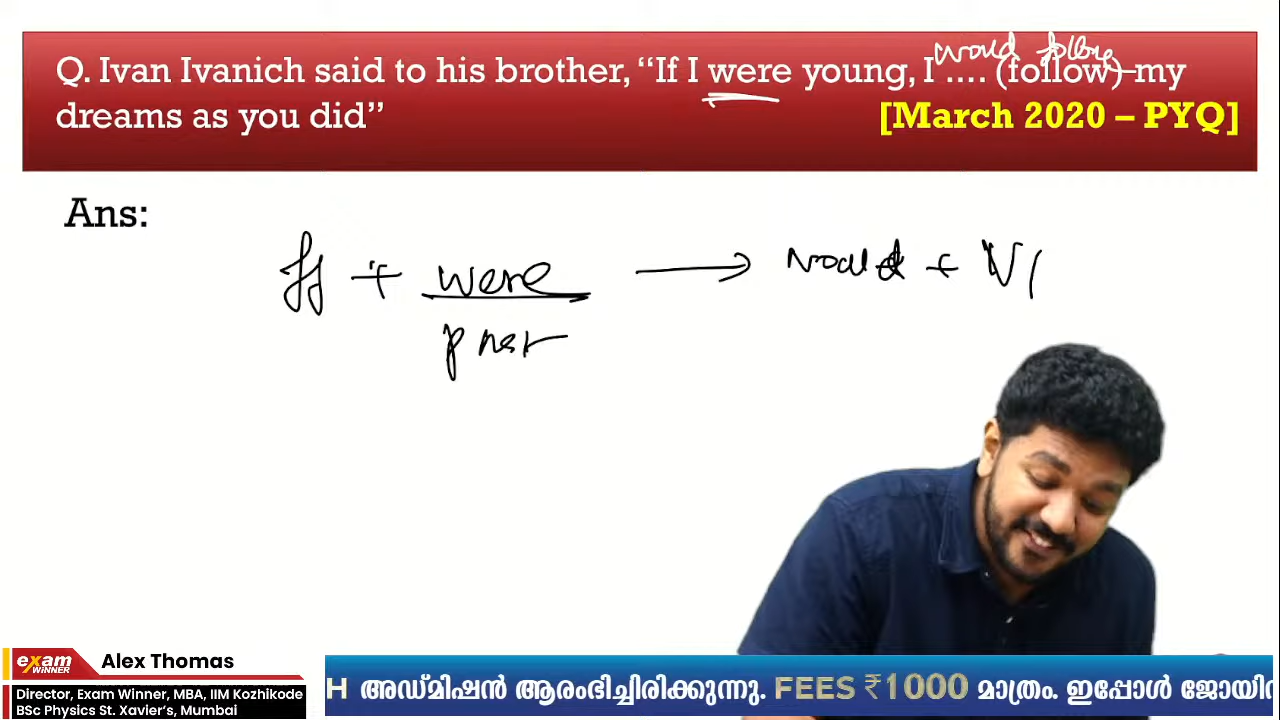 would follow
Q. Ivan Ivanich said to his brother, “If I were young, I .... (follow) my
dreams as you did” [March 2020 – PYQ]
Ans:
If + were → would + V1
past
exam WINNER
Alex Thomas
Director, Exam Winner, MBA, IIM Kozhikode
BSc Physics St. Xavier’s, Mumbai
H അഡ്മിഷൻ ആരംഭിച്ചിരിക്കുന്നു. FEES ₹1000 മാത്രം. ഇപ്പോൾ ജോയി